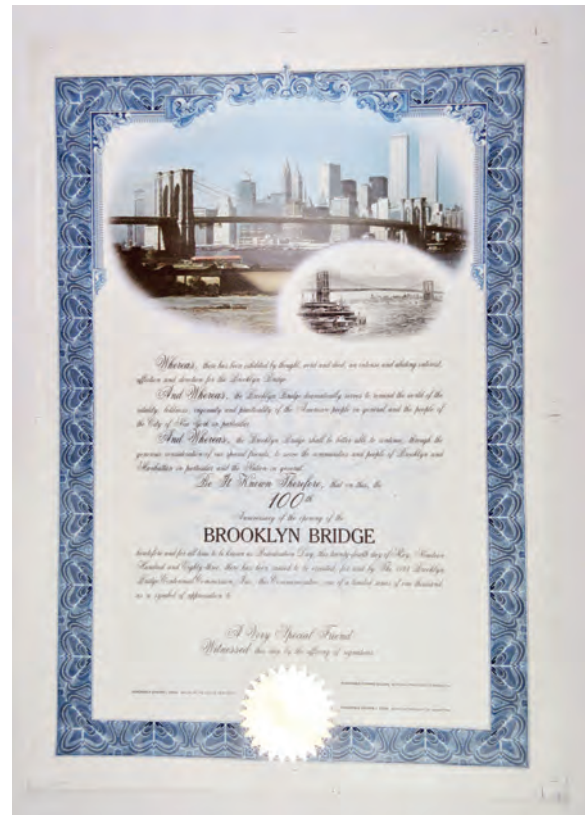 Whereas, there has been exhibited by thought, word and deed, an intense and abiding interest,
affection and devotion for the Brooklyn Bridge
And Whereas, the Brooklyn Bridge dramatically serves to remind the world of the
vitality, boldness, ingenuity and practicality of the American people in general and the people of
the City of New York in particular
And Whereas, the Brooklyn Bridge shall be better able to continue, through the
generous consideration of our special friends, to serve the communities and people of Brooklyn and
Manhattan in particular and the Nation in general.
Be It Known Therefore, that on this, the
100th
Anniversary of the opening of the
BROOKLYN BRIDGE
heretofore and for all time to be known as Day, this twenty-fourth day of May, Nineteen
Hundred and Eighty-three, there has been caused to be created, for and by The 1983 Brooklyn
Bridge Centennial Commission, Inc., this Commemorative, one of a limited series of one thousand
as a symbol of appreciation to
A Very Special Friend
Witnessed this day by the affixing of signatures